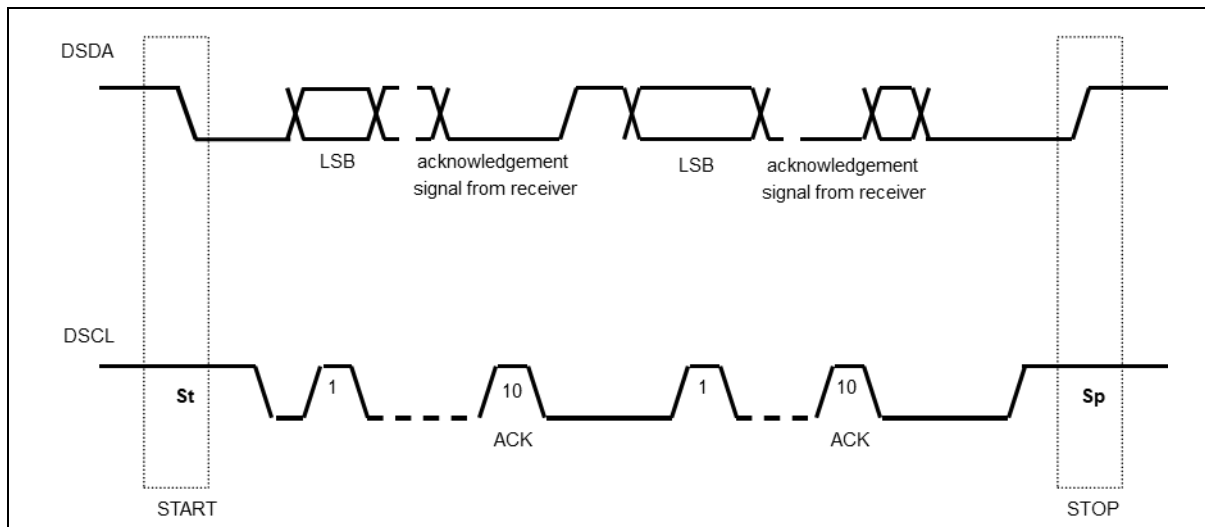 DSDA
LSB
acknowledgement
signal from receiver
LSB
acknowledgement
signal from receiver
DSCL
St
1
10
1
10
Sp
ACK
ACK
START
STOP